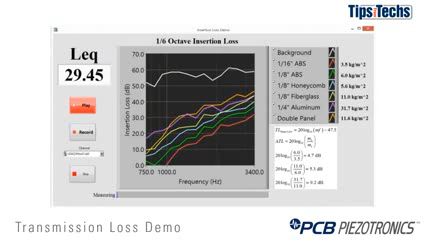 Tips fromTechs
Insertion Loss Demo
Leq
29.45
Play
Record
Stop
1/6 Octave Insertion Loss
Insertion Loss (dB)
70.0
60.0
50.0
40.0
30.0
20.0
10.0
0.0
750.0 1000.0
3400.0
Frequency (Hz)
Measuring
Background
1/16" ABS 3.5 kg/m^2
1/8" ABS 6.0 kg/m^2
1/8" Honeycomb 5.6 kg/m^2
1/8" Fiberglass 11.0 kg/m^2
1/4" Aluminum 31.7 kg/m^2
Double Panel 11.6 kg/m^2
Transmission Loss Demo
PCB PIEZOTRONICS